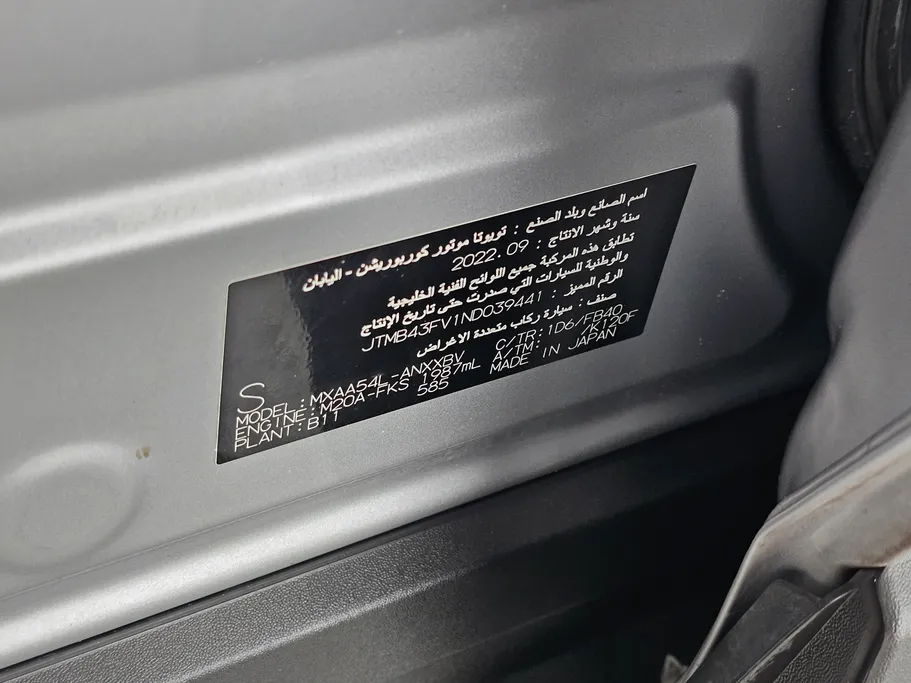 اسم الصانع وبلد الصنع : تويوتا موتور كوربوريشن - اليابان
سنة وشهر الانتاج : 2022.09
تطابق هذه المركبة جميع اللوائح الفنية الخليجية
والوطنية للسيارات التي صدرت حتى تاريخ الإنتاج
الرقم المميز : JTMB43FV1ND039441
صنف : سيارة ركاب متعددة الاغراض
S
MODEL:MXAA54L-ANXXBV C/TR:1D6/FB40
ENGINE:M20A-FKS 1987mL A/TM: /K120F
PLANT:B11 585 MADE IN JAPAN